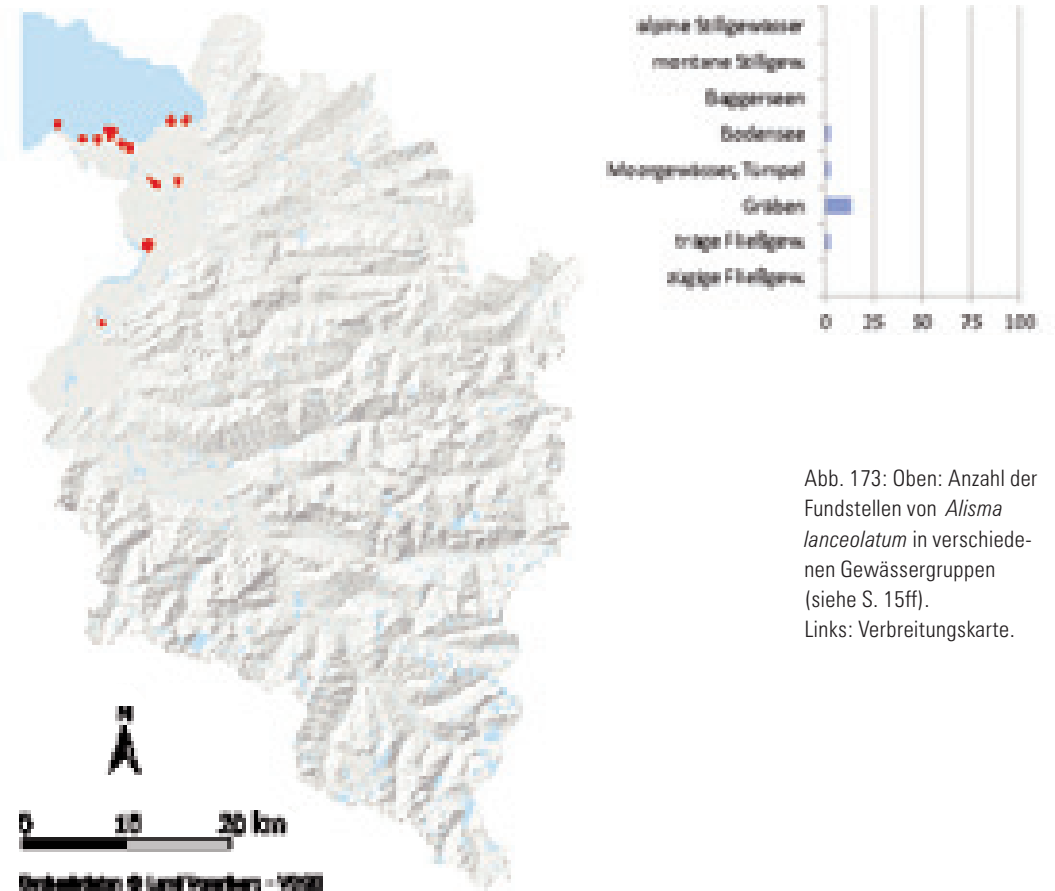 alpine Stillgewässer
montane Stillgew.
Baggerseen
Bodensee
Moorgewässer, Tümpel
Gräben
träge Fließgew.
zügige Fließgew.
0 25 50 75 100
Abb. 173: Oben: Anzahl der
Fundstellen von Alisma
lanceolatum in verschiede-
nen Gewässergruppen
(siehe S. 15ff).
Links: Verbreitungskarte.
N
0 10 20 km
© Land Vorarlberg – VOGIS